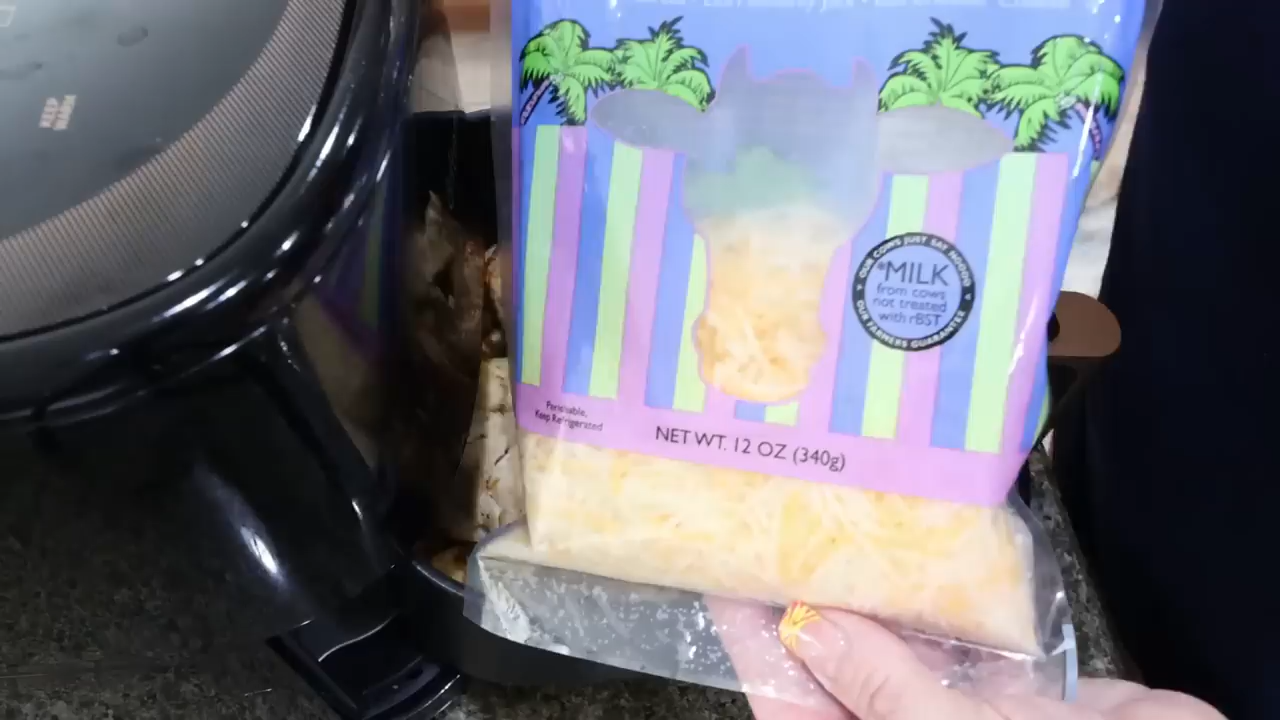 KEEP
WARM
OUR COWS JUST SAY NOOOO
*MILK
from cows
not treated
with rBST
OUR FARMERS GUARANTEE
Perishable,
Keep Refrigerated
NET WT. 12 OZ (340g)